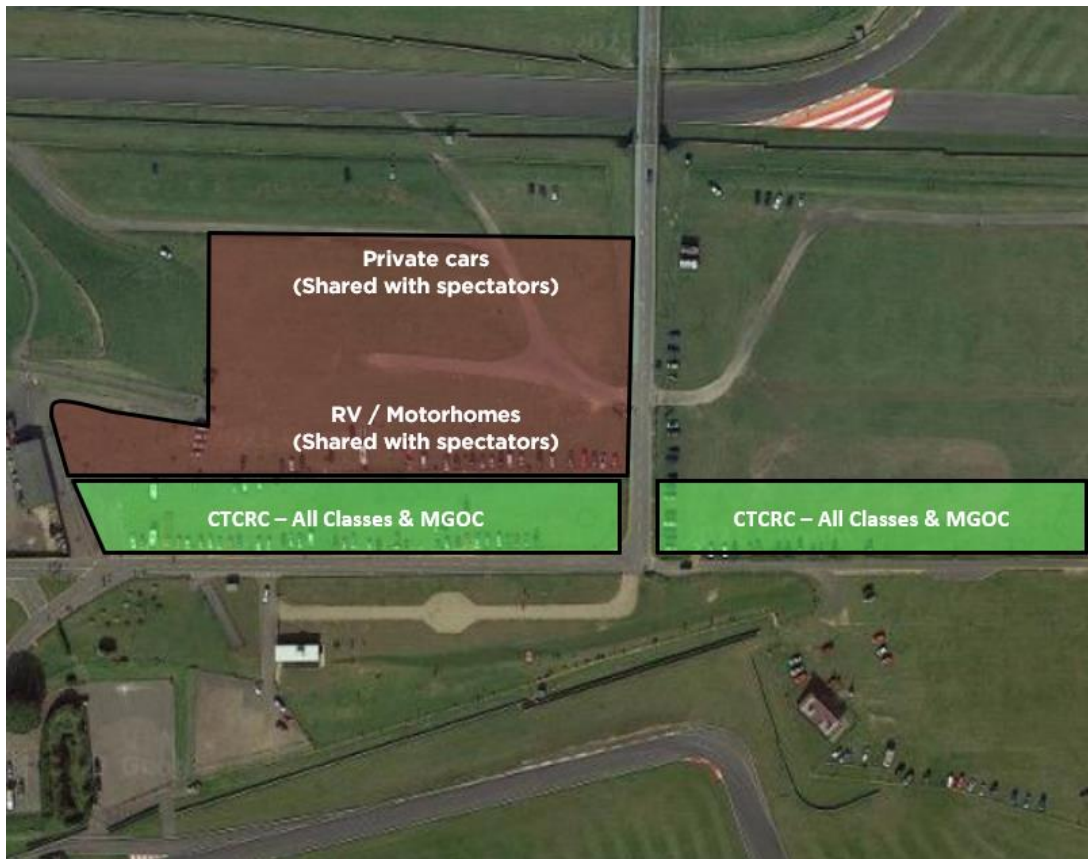 Private cars
(Shared with spectators)
RV / Motorhomes
(Shared with spectators)
CTCRC – All Classes & MGOC
CTCRC – All Classes & MGOC